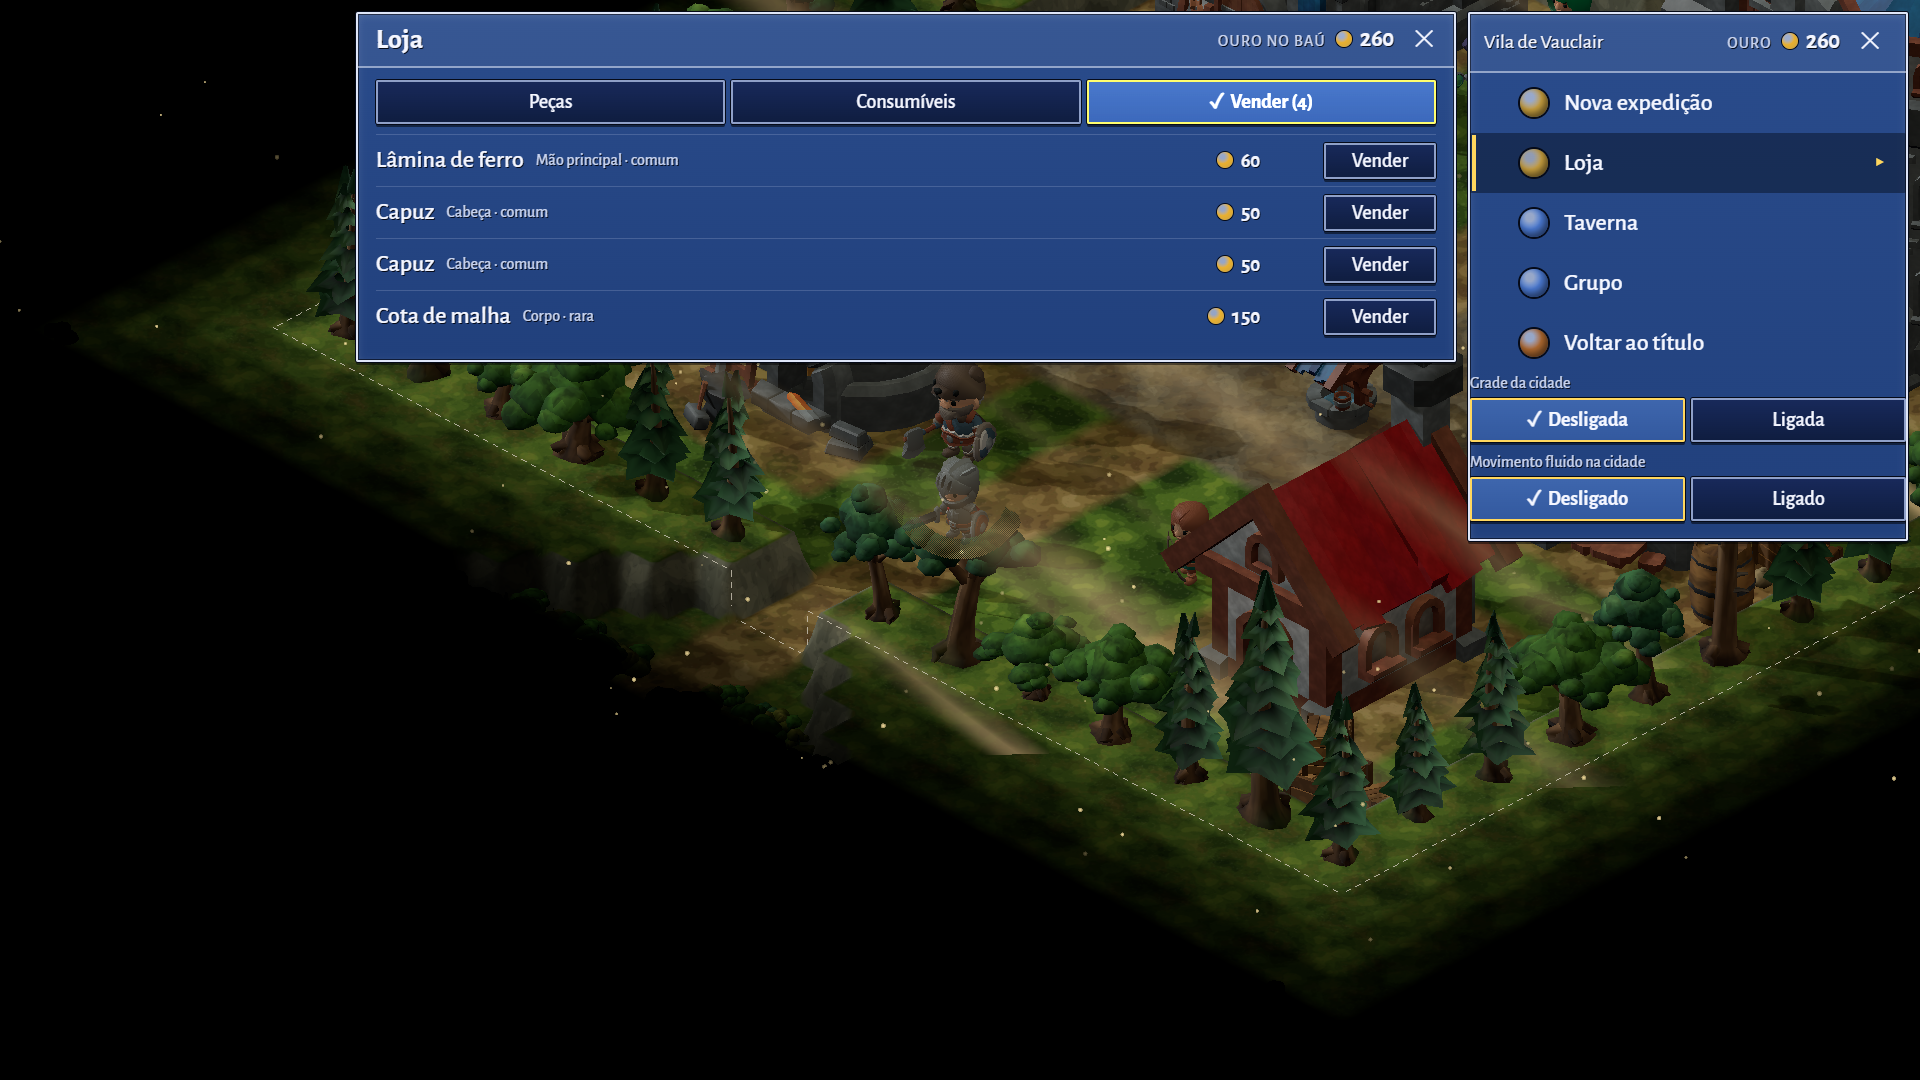 Loja
OURO NO BAÚ 260
Peças
Consumíveis
✓ Vender (4)
Lâmina de ferro Mão principal · comum 60 Vender
Capuz Cabeça · comum 50 Vender
Capuz Cabeça · comum 50 Vender
Cota de malha Corpo · rara 150 Vender
Vila de Vauclair
OURO 260
Nova expedição
Loja
Taverna
Grupo
Voltar ao título
Grade da cidade
✓ Desligada
Ligada
Movimento fluido na cidade
✓ Desligado
Ligado